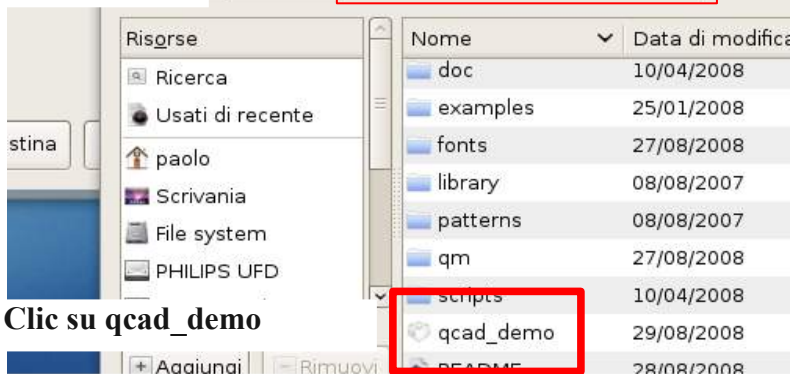 Risorse Nome Data di modifica
Ricerca doc 10/04/2008
Usati di recente examples 25/01/2008
stina fonts 27/08/2008
paolo library 08/08/2007
Scrivania patterns 08/08/2007
File system qm 27/08/2008
PHILIPS UFD scripts 10/04/2008
Clic su qcad_demo qcad_demo 29/08/2008
Aggiungi Rimuovi README 28/08/2008